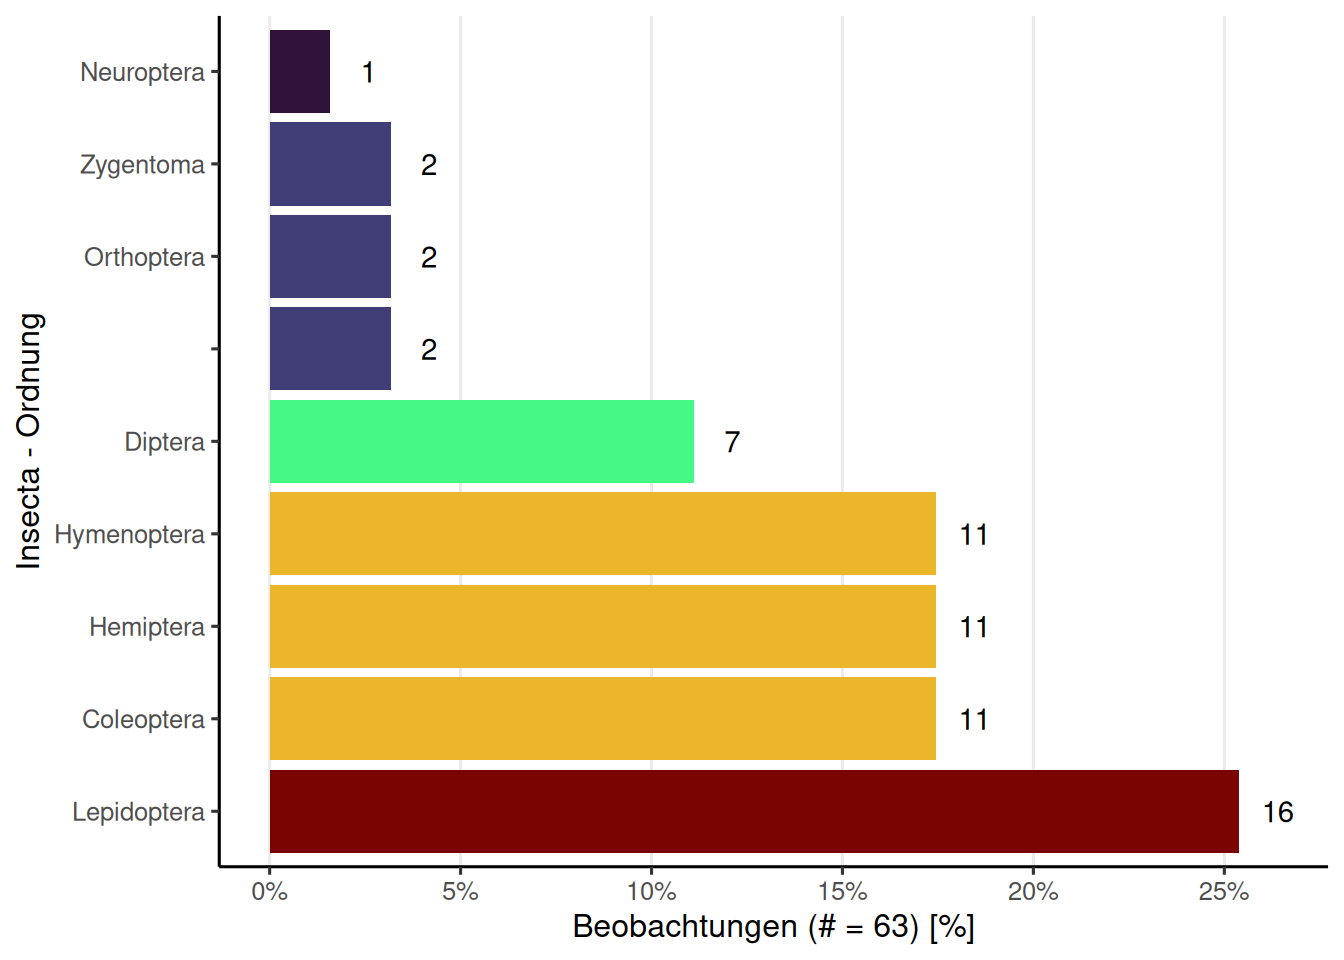 Neuroptera 1
Zygentoma 2
Orthoptera 2
2
Diptera 7
Hymenoptera 11
Hemiptera 11
Coleoptera 11
Lepidoptera 16
Insecta - Ordnung
0% 5% 10% 15% 20% 25%
Beobachtungen (# = 63) [%]